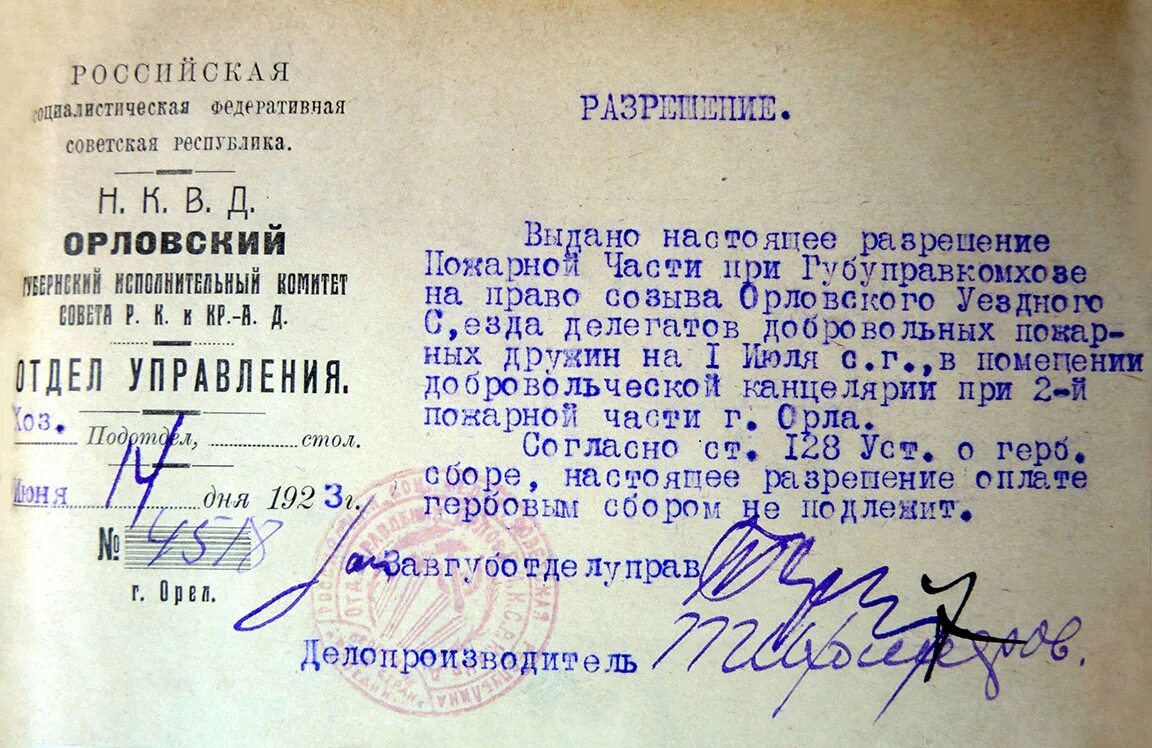 РОССИЙСКАЯ
социалистическая федеративная
советская республика.
Н. К. В. Д.
ОРЛОВСКИЙ
ГУБЕРНСКИЙ ИСПОЛНИТЕЛЬНЫЙ КОМИТЕТ
СОВЕТА Р. К. и КР.-А. Д.
ОТДЕЛ УПРАВЛЕНИЯ.
Хоз. Подотдел, стол.
Июня 14 дня 1923 г.
№ 4518
г. Орел.
РАЗРЕШЕНИЕ.
Выдано настоящее разрешение
Пожарной Части при Губуправкомхозе
на право созыва Орловского Уездного
С,езда делегатов добровольных пожар-
ных дружин на I Июля с.г.,в помещении
добровольческой канцелярии при 2-й
пожарной части г. Орла.
Согласно ст. 128 Уст. о герб.
сборе, настоящее разрешение оплате
гербовым сбором не подлежит.
Завгуботделуправ
Делопроизводитель